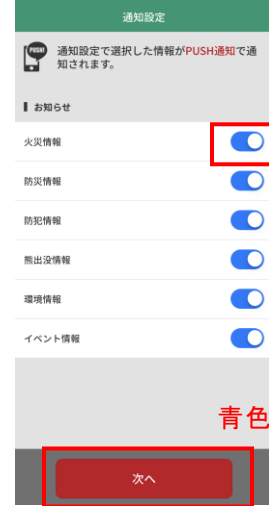 通知設定
PUSH!
通知設定で選択した情報がPUSH通知で通
知されます。
お知らせ
火災情報
防災情報
防犯情報
熊出没情報
環境情報
イベント情報
青色
次へ